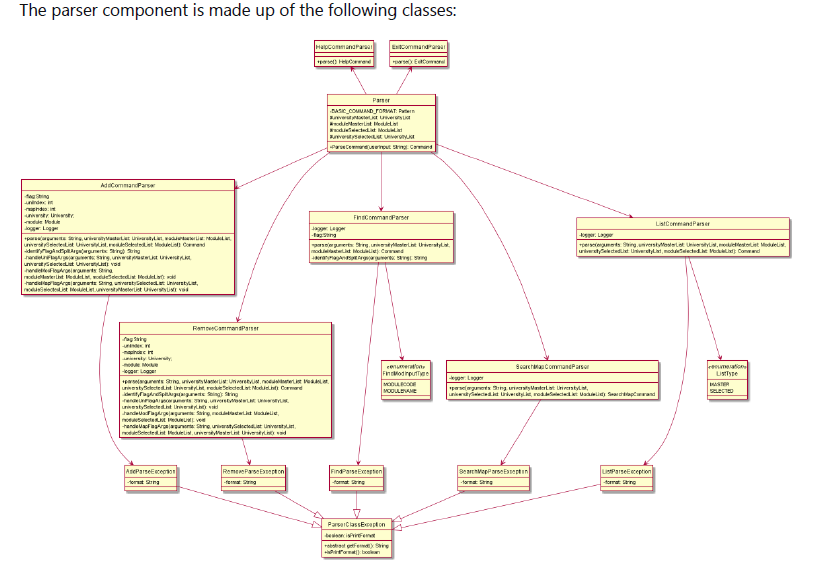 The parser component is made up of the following classes:
HelpCommandParser
+parse(): HelpCommand
ExitCommandParser
+parse(): ExitCommand
Parser
-BASIC_COMMAND_FORMAT: Pattern
#universityMasterList: UniversityList
#moduleMasterList: ModuleList
#moduleSelectedList: ModuleList
#universitySelectedList: UniversityList
+ParseCommand(userInput: String): Command
AddCommandParser
-flag:String
-uniIndex: int
-mapIndex: int
-university: University;
-module: Module
-logger: Logger
+parse(arguments: String, universityMasterList: UniversityList, moduleMasterList: ModuleList,
universitySelectedList: UniversityList, moduleSelectedList: ModuleList): Command
-identifyFlagAndSplitArgs(arguments: String): String
-handleUniFlagArgs(arguments: String, universityMasterList: UniversityList,
universitySelectedList: UniversityList): void
-handleModFlagArgs(arguments: String,
moduleMasterList: ModuleList, moduleSelectedList: ModuleList): void
-handleMapFlagArgs(arguments: String, universitySelectedList: UniversityList,
moduleSelectedList: ModuleList, universityMasterList: UniversityList): void
FindCommandParser
-logger: Logger
-flag:String
+parse(arguments: String, universityMasterList: UniversityList,
moduleMasterList: ModuleList): Command
-identifyFlagAndSplitArgs(arguments: String): String
ListCommandParser
-logger: Logger
+parse(arguments: String, universityMasterList: UniversityList, moduleMasterList: ModuleList,
universitySelectedList: UniversityList, moduleSelectedList: ModuleList): Command
RemoveCommandParser
-flag:String
-uniIndex: int
-mapIndex: int
-university: University;
-module: Module
-logger: Logger
+parse(arguments: String, universityMasterList: UniversityList, moduleMasterList: ModuleList,
universitySelectedList: UniversityList, moduleSelectedList: ModuleList): Command
-identifyFlagAndSplitArgs(arguments: String): String
-handleUniFlagArgs(arguments: String, universityMasterList: UniversityList,
universitySelectedList: UniversityList): void
-handleModFlagArgs(arguments: String, moduleMasterList: ModuleList,
moduleSelectedList: ModuleList): void
-handleMapFlagArgs(arguments: String, universitySelectedList: UniversityList,
moduleSelectedList: ModuleList, universityMasterList: UniversityList): void
«enumeration»
FindModInputType
MODULECODE
MODULENAME
SearchMapCommandParser
-logger: Logger
+parse(arguments: String, universityMasterList: UniversityList,
universitySelectedList: UniversityList, moduleSelectedList: ModuleList): SearchMapCommand
«enumeration»
ListType
MASTER
SELECTED
AddParseException
-format: String
RemoveParseException
-format: String
FindParseException
-format: String
SearchMapParseException
-format: String
ListParseException
-format: String
ParserClassException
-boolean: isPrintFormat
+abstract getFormat(): String
+isPrintFormat(): boolean